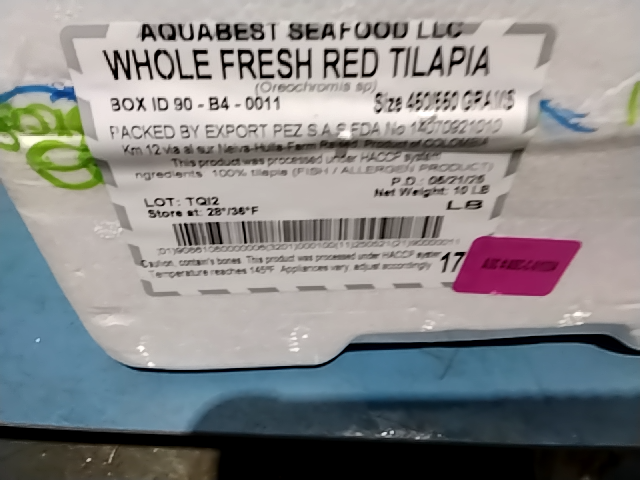 AQUABEST SEAFOOD LLC
WHOLE FRESH RED TILAPIA
(Oreochromis sp)
BOX ID 90 - B4 - 0011 Size 450/550 GRAMS
PACKED BY EXPORT PEZ S.A.S FDA No
Km 12 via al sur Neiva-Huila-Farm Raised. Product of COLOMBIA
This product was processed under HACCP system
ngredients: 100% tilapia (FISH / ALLERGEN PRODUCT)
P.D.: 05/21/25
LOT: TQI2 Net Weight: 10 LB
Store at: 28°/36°F LB
Caution, contain's bones. This product was processed under HACCP system
Temperature reaches 145°F. Appliances vary, adjust accordingly 17